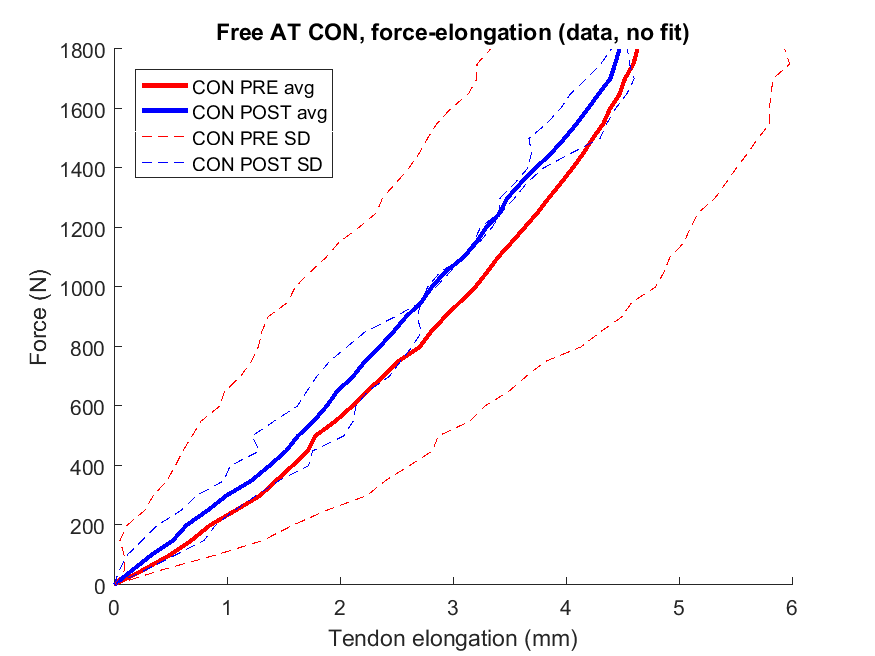 Free AT CON, force-elongation (data, no fit)
1800
1600
1400
1200
1000
800
600
400
200
0
Force (N)
CON PRE avg
CON POST avg
CON PRE SD
CON POST SD
0 1 2 3 4 5 6
Tendon elongation (mm)